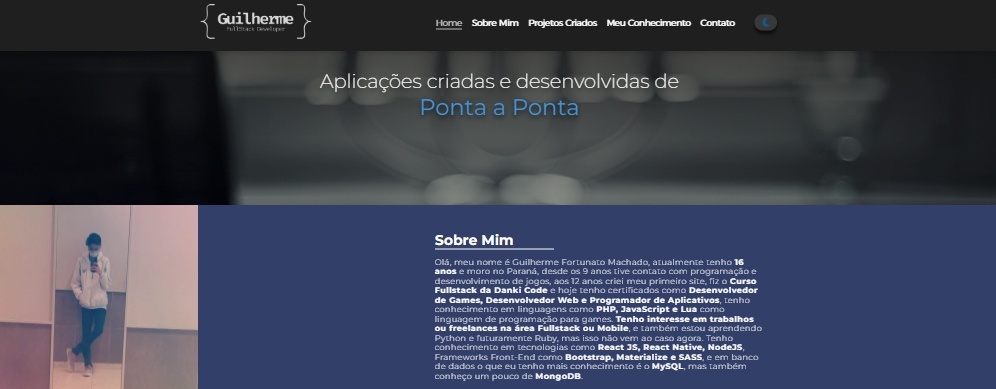 Guilherme
FullStack Developer
Home Sobre Mim Projetos Criados Meu Conhecimento Contato
Aplicações criadas e desenvolvidas de
Ponta a Ponta
Sobre Mim
Olá, meu nome é Guilherme Fortunato Machado, atualmente tenho 16
anos e moro no Paraná, desde os 9 anos tive contato com programação e
desenvolvimento de jogos, aos 12 anos criei meu primeiro site, fiz o Curso
Fullstack da Danki Code e hoje tenho certificados como Desenvolvedor
de Games, Desenvolvedor Web e Programador de Aplicativos, tenho
conhecimento em linguagens como PHP, JavaScript e Lua como
linguagem de programação para games. Tenho interesse em trabalhos
ou freelances na área Fullstack ou Mobile, e também estou aprendendo
Python e futuramente Ruby, mas isso não vem ao caso agora. Tenho
conhecimento em tecnologias como React JS, React Native, NodeJS,
Frameworks Front-End como Bootstrap, Materialize e SASS, e em banco
de dados o que eu tenho mais conhecimento é o MySQL, mas também
conheço um pouco de MongoDB.